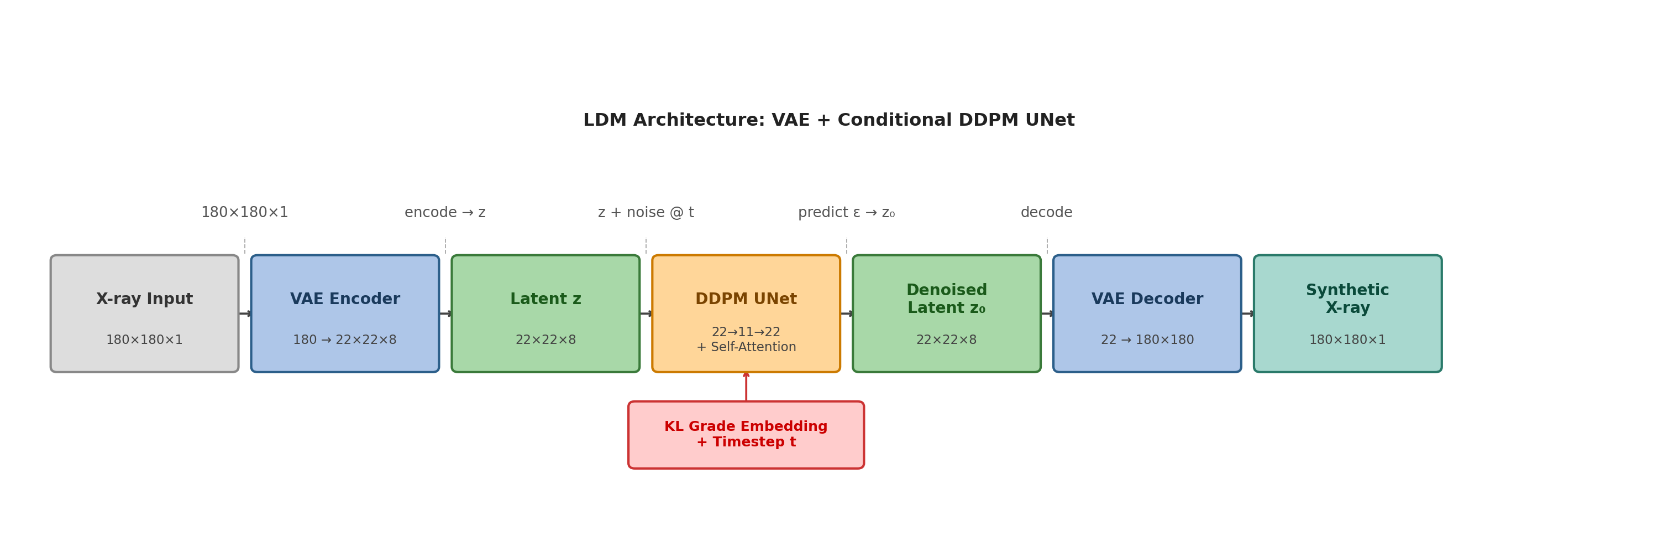 LDM Architecture: VAE + Conditional DDPM UNet
180×180×1
encode → z
z + noise @ t
predict ε → z₀
decode
X-ray Input
180×180×1
VAE Encoder
180 → 22×22×8
Latent z
22×22×8
DDPM UNet
22→11→22
+ Self-Attention
Denoised
Latent z₀
22×22×8
VAE Decoder
22 → 180×180
Synthetic
X-ray
180×180×1
KL Grade Embedding
+ Timestep t